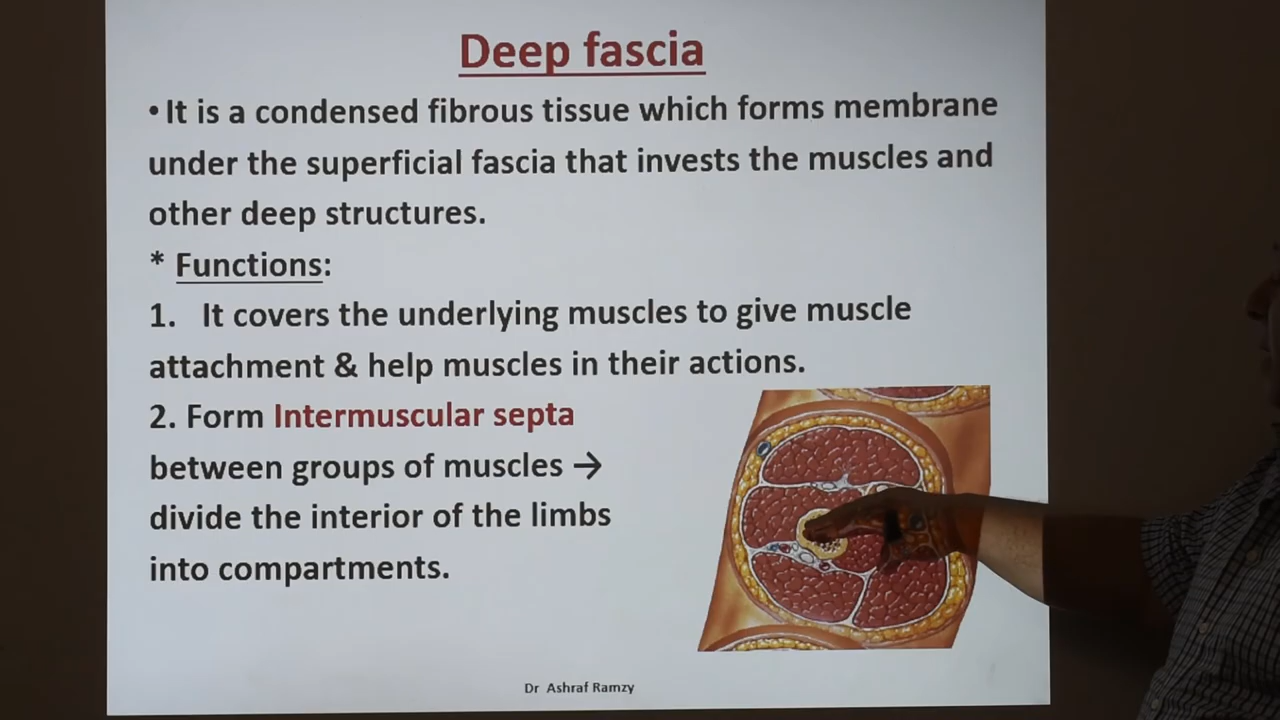 Deep fascia
• It is a condensed fibrous tissue which forms membrane
under the superficial fascia that invests the muscles and
other deep structures.
* Functions:
1. It covers the underlying muscles to give muscle
attachment & help muscles in their actions.
2. Form Intermuscular septa
between groups of muscles →
divide the interior of the limbs
into compartments.
Dr Ashraf Ramzy